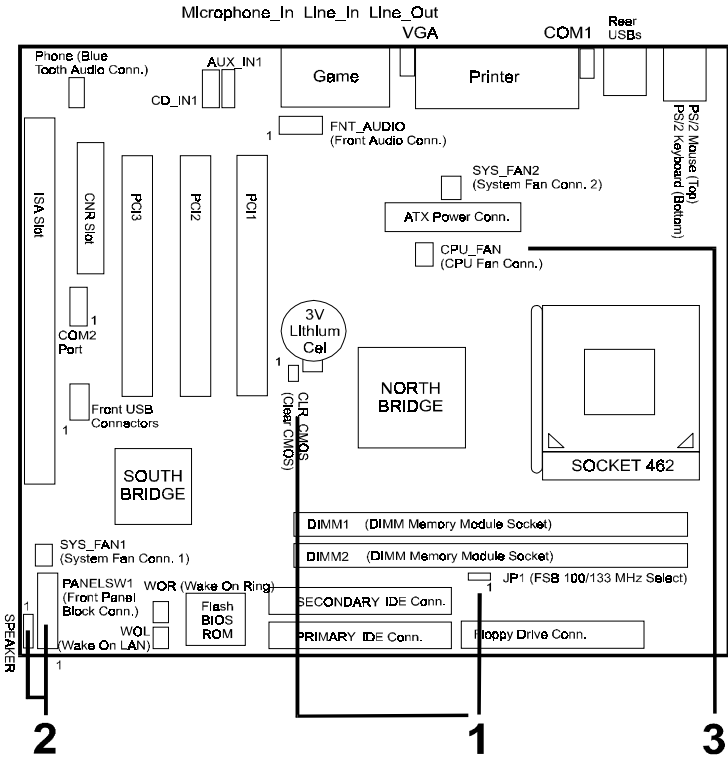 Microphone_In Line_In Line_Out
VGA
COM1
Rear
USBs
Phone (Blue
Tooth Audio Conn.)
AUX_IN1
CD_IN1
Game
Printer
PS/2 Mouse (Top)
PS/2 Keyboard (Bottom)
1
FNT_AUDIO
(Front Audio Conn.)
SYS_FAN2
(System Fan Conn. 2)
ATX Power Conn.
CPU_FAN
(CPU Fan Conn.)
ISA Slot
CNR Slot
PCI3
PCI2
PCI1
1
COM2
Port
3V
Lithium
Cel
1
CLR_CMOS
(Clear CMOS)
NORTH
BRIDGE
SOCKET 462
Front USB
Connectors
1
SOUTH
BRIDGE
DIMM1 (DIMM Memory Module Socket)
DIMM2 (DIMM Memory Module Socket)
SYS_FAN1
(System Fan Conn. 1)
JP1 (FSB 100/133 MHz Select)
1
PANELSW1
(Front Panel
Block Conn.)
WOR (Wake On Ring)
Flash
BIOS
ROM
SECONDARY IDE Conn.
1
SPEAKER
WOL
(Wake On LAN)
PRIMARY IDE Conn.
Floppy Drive Conn.
1
2
1
3